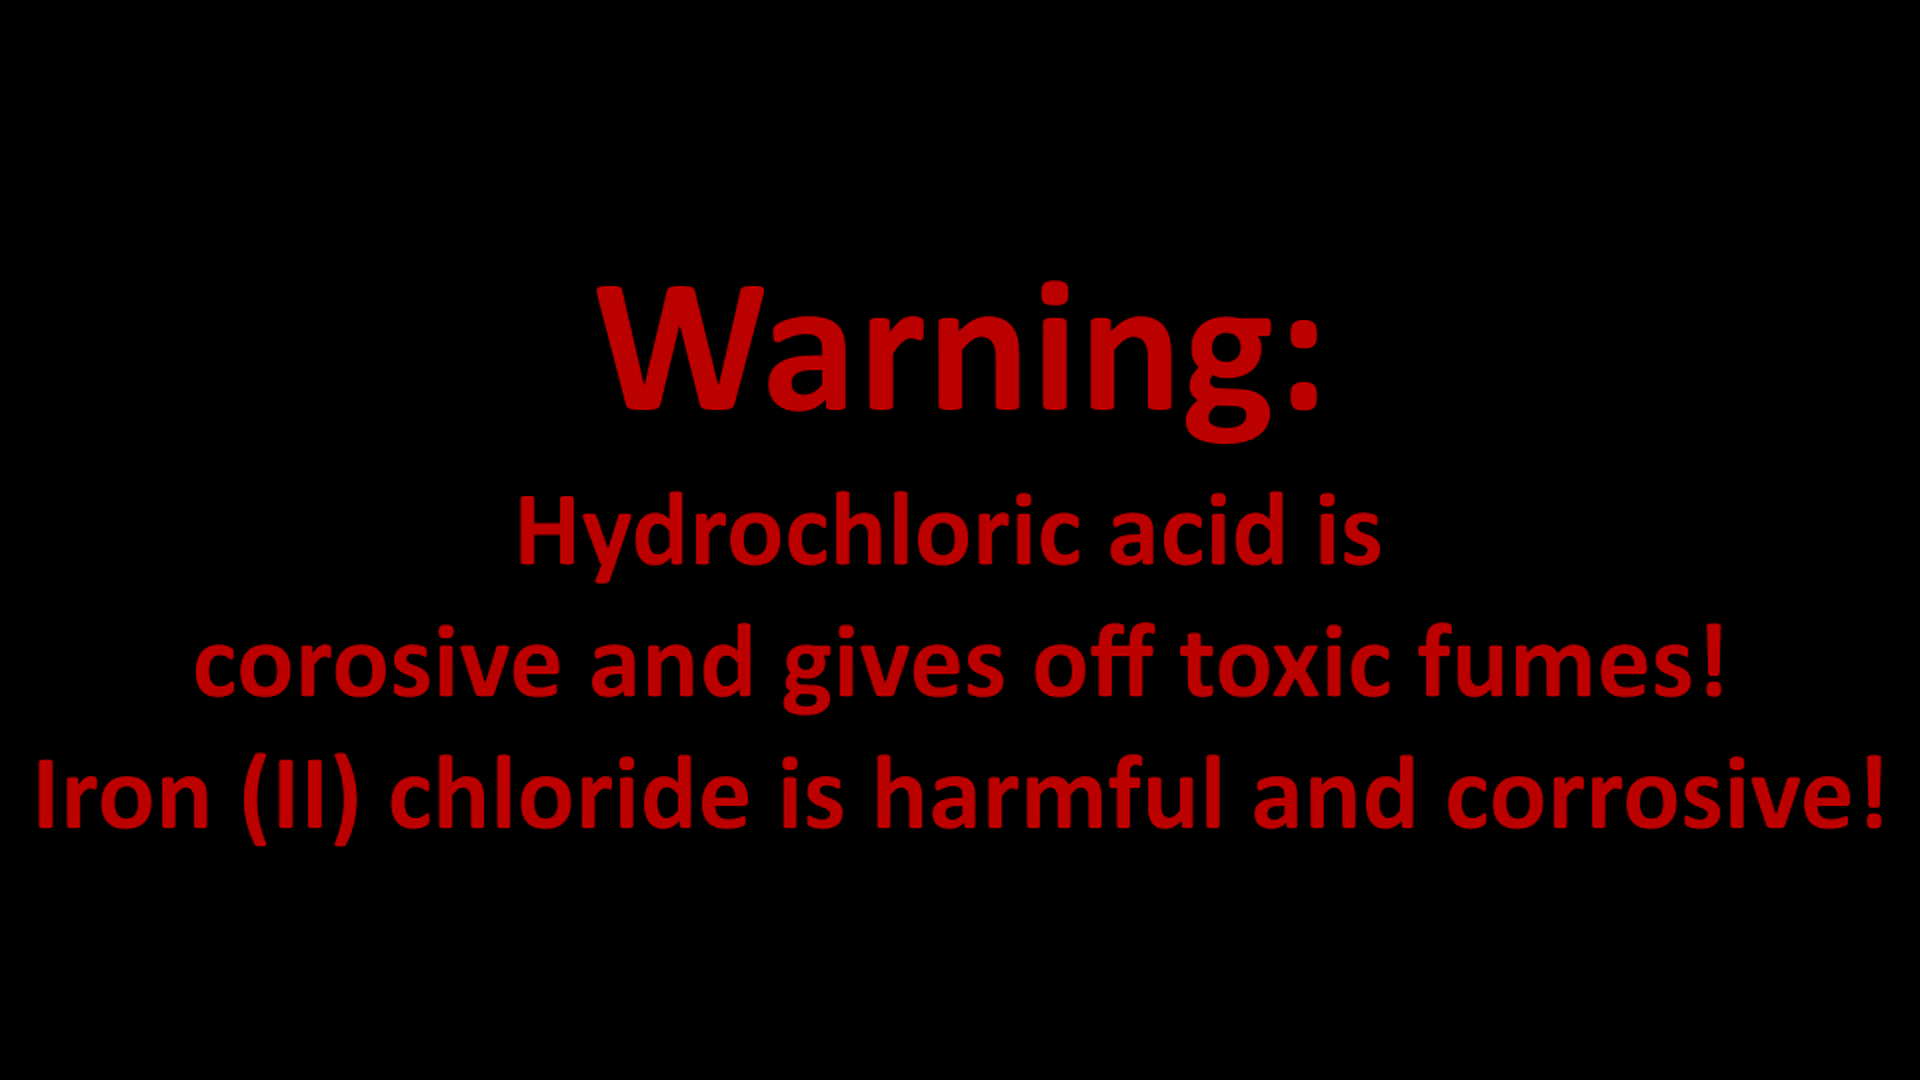 Warning:
Hydrochloric acid is
corosive and gives off toxic fumes!
Iron (II) chloride is harmful and corrosive!